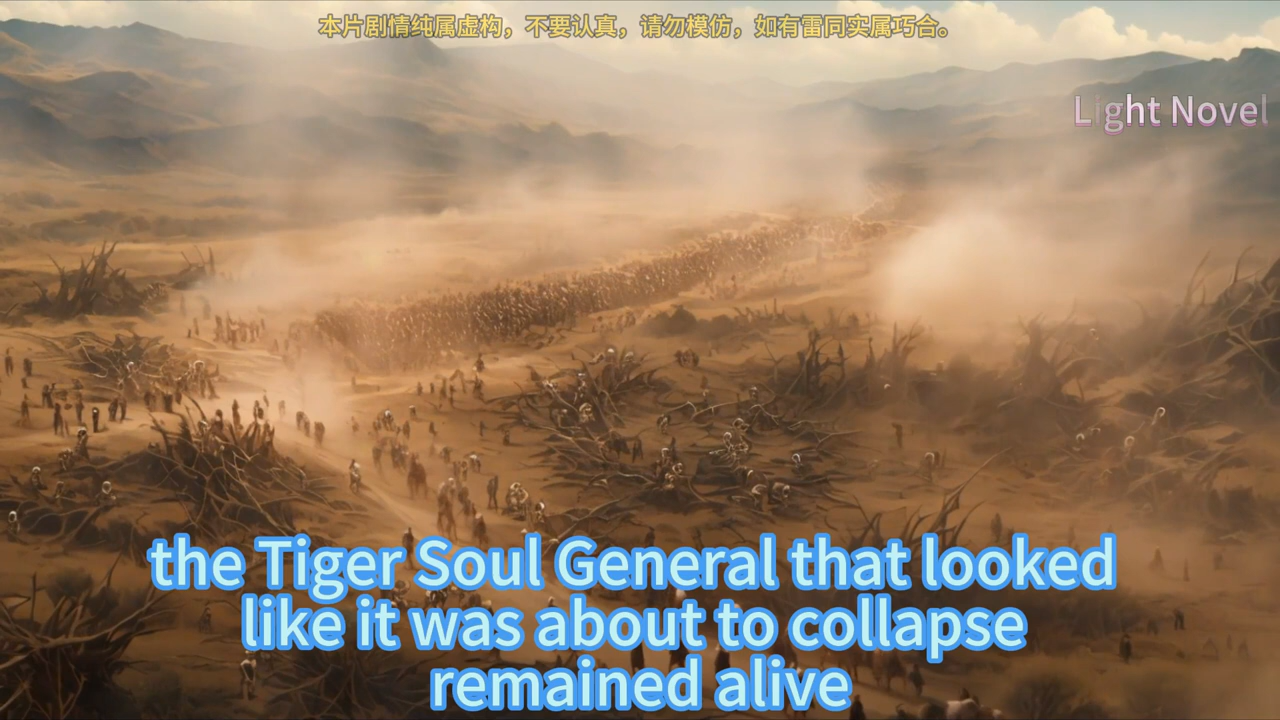 本片剧情纯属虚构，不要认真，请勿模仿，如有雷同实属巧合。
Light Novel
the Tiger Soul General that looked
like it was about to collapse
remained alive